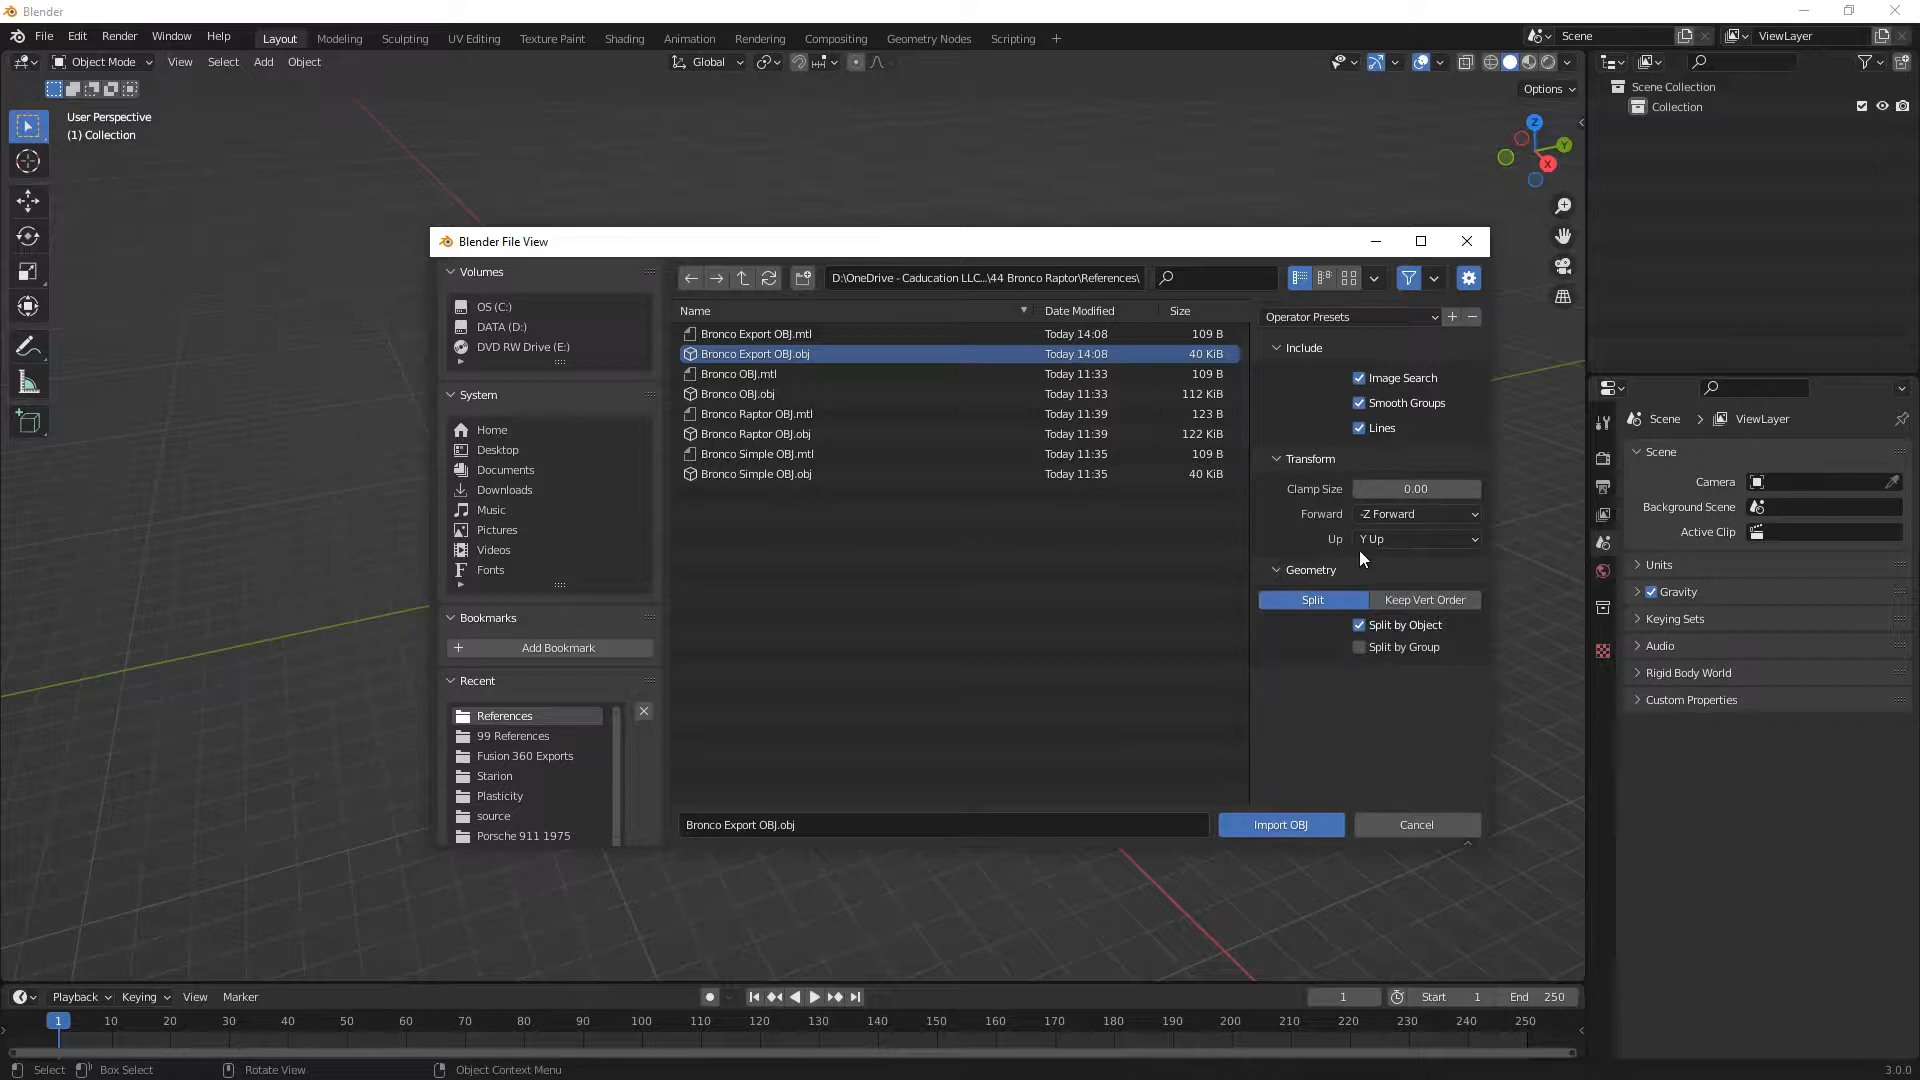 Blender
File Edit Render Window Help Layout Modeling Sculpting UV Editing Texture Paint Shading Animation Rendering Compositing Geometry Nodes Scripting + Scene ViewLayer
Object Mode View Select Add Object Global
Options
User Perspective
(1) Collection
Z
Y
X
Scene Collection
Collection
Blender File View
Volumes
OS (C:)
DATA (D:)
DVD RW Drive (E:)
System
Home
Desktop
Documents
Downloads
Music
Pictures
Videos
Fonts
Bookmarks
Add Bookmark
Recent
References
99 References
Fusion 360 Exports
Starion
Plasticity
source
Porsche 911 1975
D:\OneDrive - Caducation LLC...\44 Bronco Raptor\References\
Name Date Modified Size
Bronco Export OBJ.mtl Today 14:08 109 B
Bronco Export OBJ.obj Today 14:08 40 KiB
Bronco OBJ.mtl Today 11:33 109 B
Bronco OBJ.obj Today 11:33 112 KiB
Bronco Raptor OBJ.mtl Today 11:39 123 B
Bronco Raptor OBJ.obj Today 11:39 122 KiB
Bronco Simple OBJ.mtl Today 11:35 109 B
Bronco Simple OBJ.obj Today 11:35 40 KiB
Bronco Export OBJ.obj
Operator Presets
Include
Image Search
Smooth Groups
Lines
Transform
Clamp Size 0.00
Forward -Z Forward
Up Y Up
Geometry
Split Keep Vert Order
Split by Object
Split by Group
Import OBJ Cancel
Scene ViewLayer
Scene
Camera
Background Scene
Active Clip
Units
Gravity
Keying Sets
Audio
Rigid Body World
Custom Properties
Playback Keying View Marker 1 Start 1 End 250
1 10 20 30 40 50 60 70 80 90 100 110 120 130 140 150 160 170 180 190 200 210 220 230 240 250
Select Box Select Rotate View Object Context Menu 3.0.0